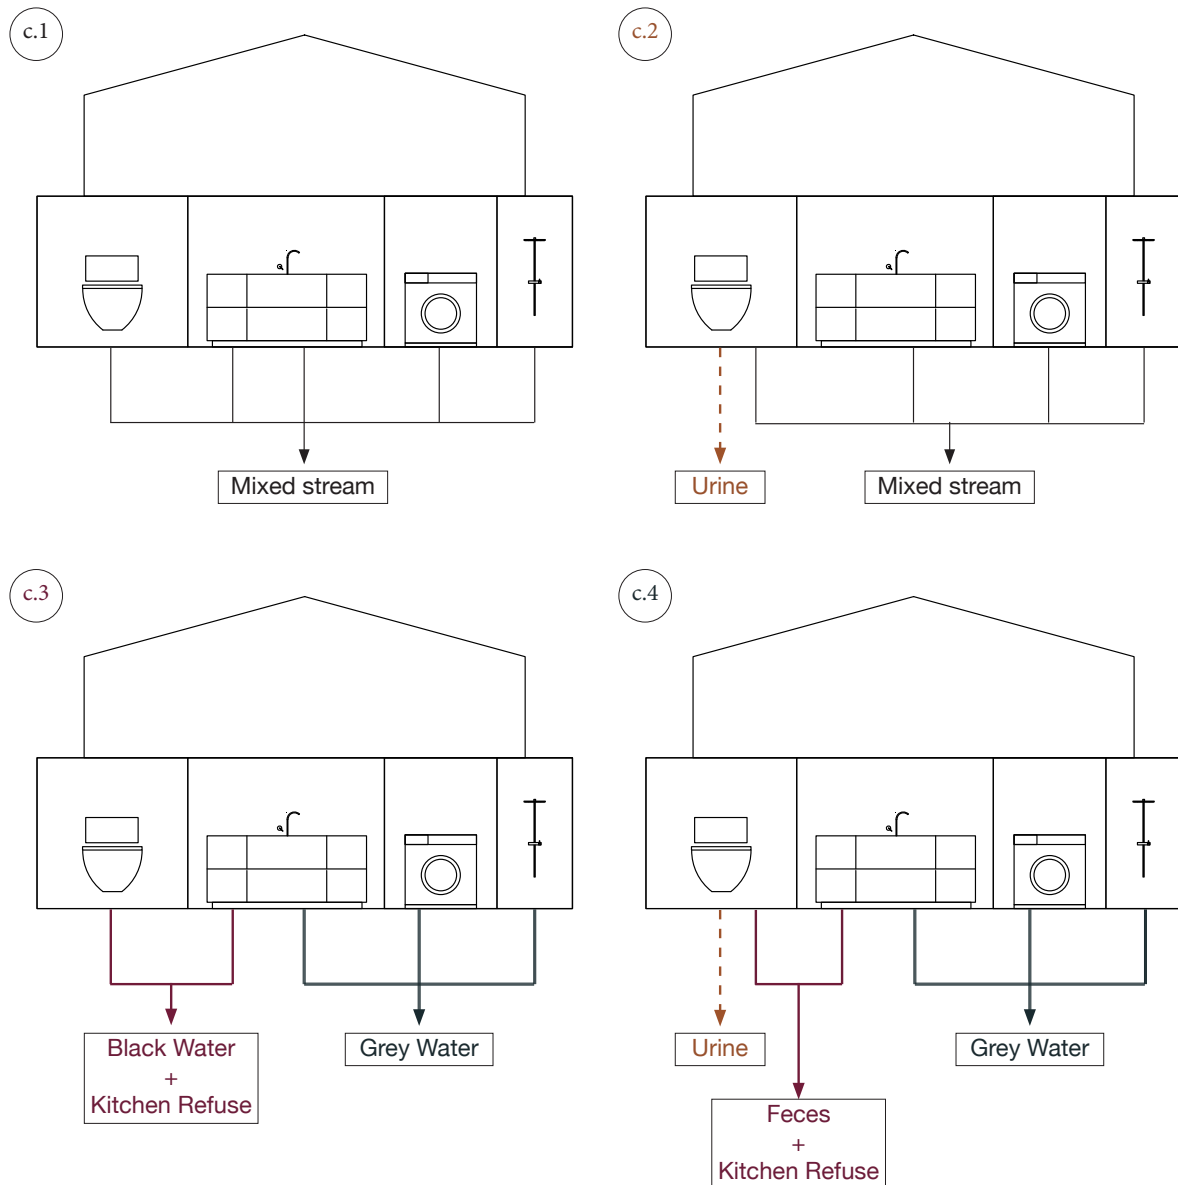 c.1
c.2
Mixed stream
Urine
Mixed stream
c.3
c.4
Black Water
+
Kitchen Refuse
Grey Water
Urine
Grey Water
Feces
+
Kitchen Refuse